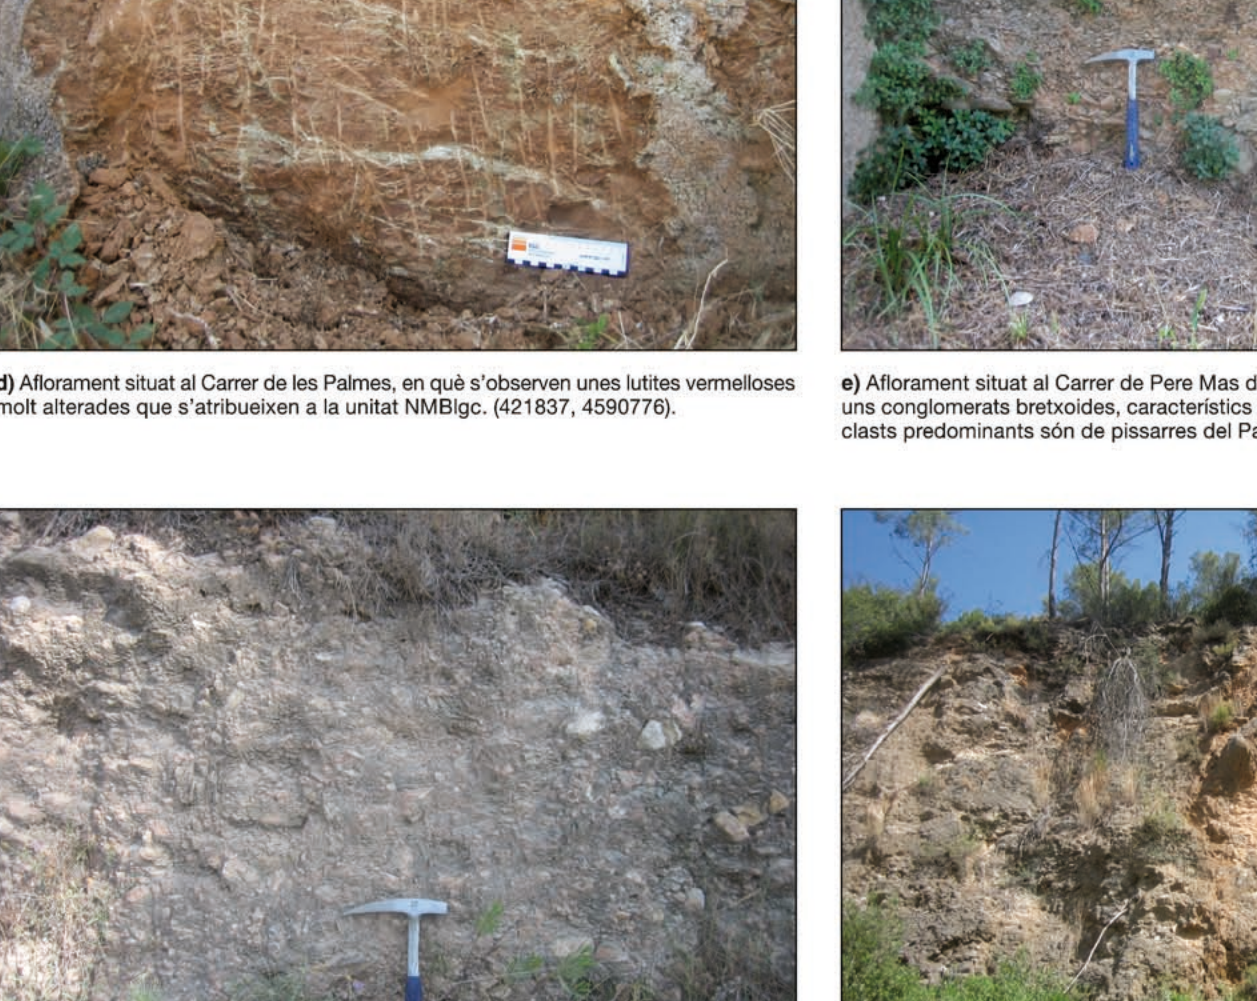 d) Aflorament situat al Carrer de les Palmes, en què s'observen unes lutites vermelloses
molt alterades que s'atribueixen a la unitat NMBlgc. (421837, 4590776).
e) Aflorament situat al Carrer de Pere Mas d
uns conglomerats bretxoides, característics
clasts predominants són de pissarres del Pa